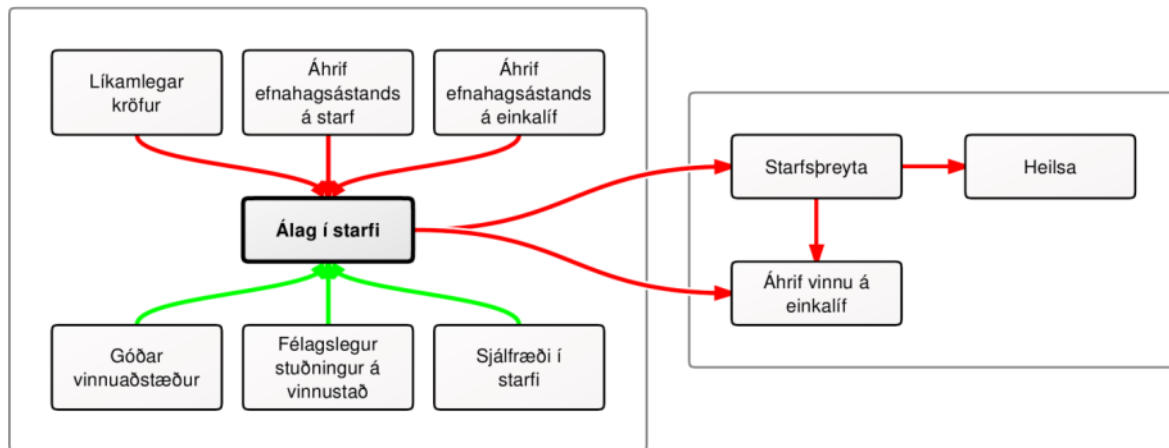 Líkamlegar
kröfur
Áhrif
efnahagsástands
á starf
Áhrif
efnahagsástands
á einkalíf
Álag í starfi
Góðar
vinnuaðstæður
Félagslegur
stuðningur á
vinnustað
Sjálfræði í
starfi
Starfsþreyta
Heilsa
Áhrif vinnu á
einkalíf